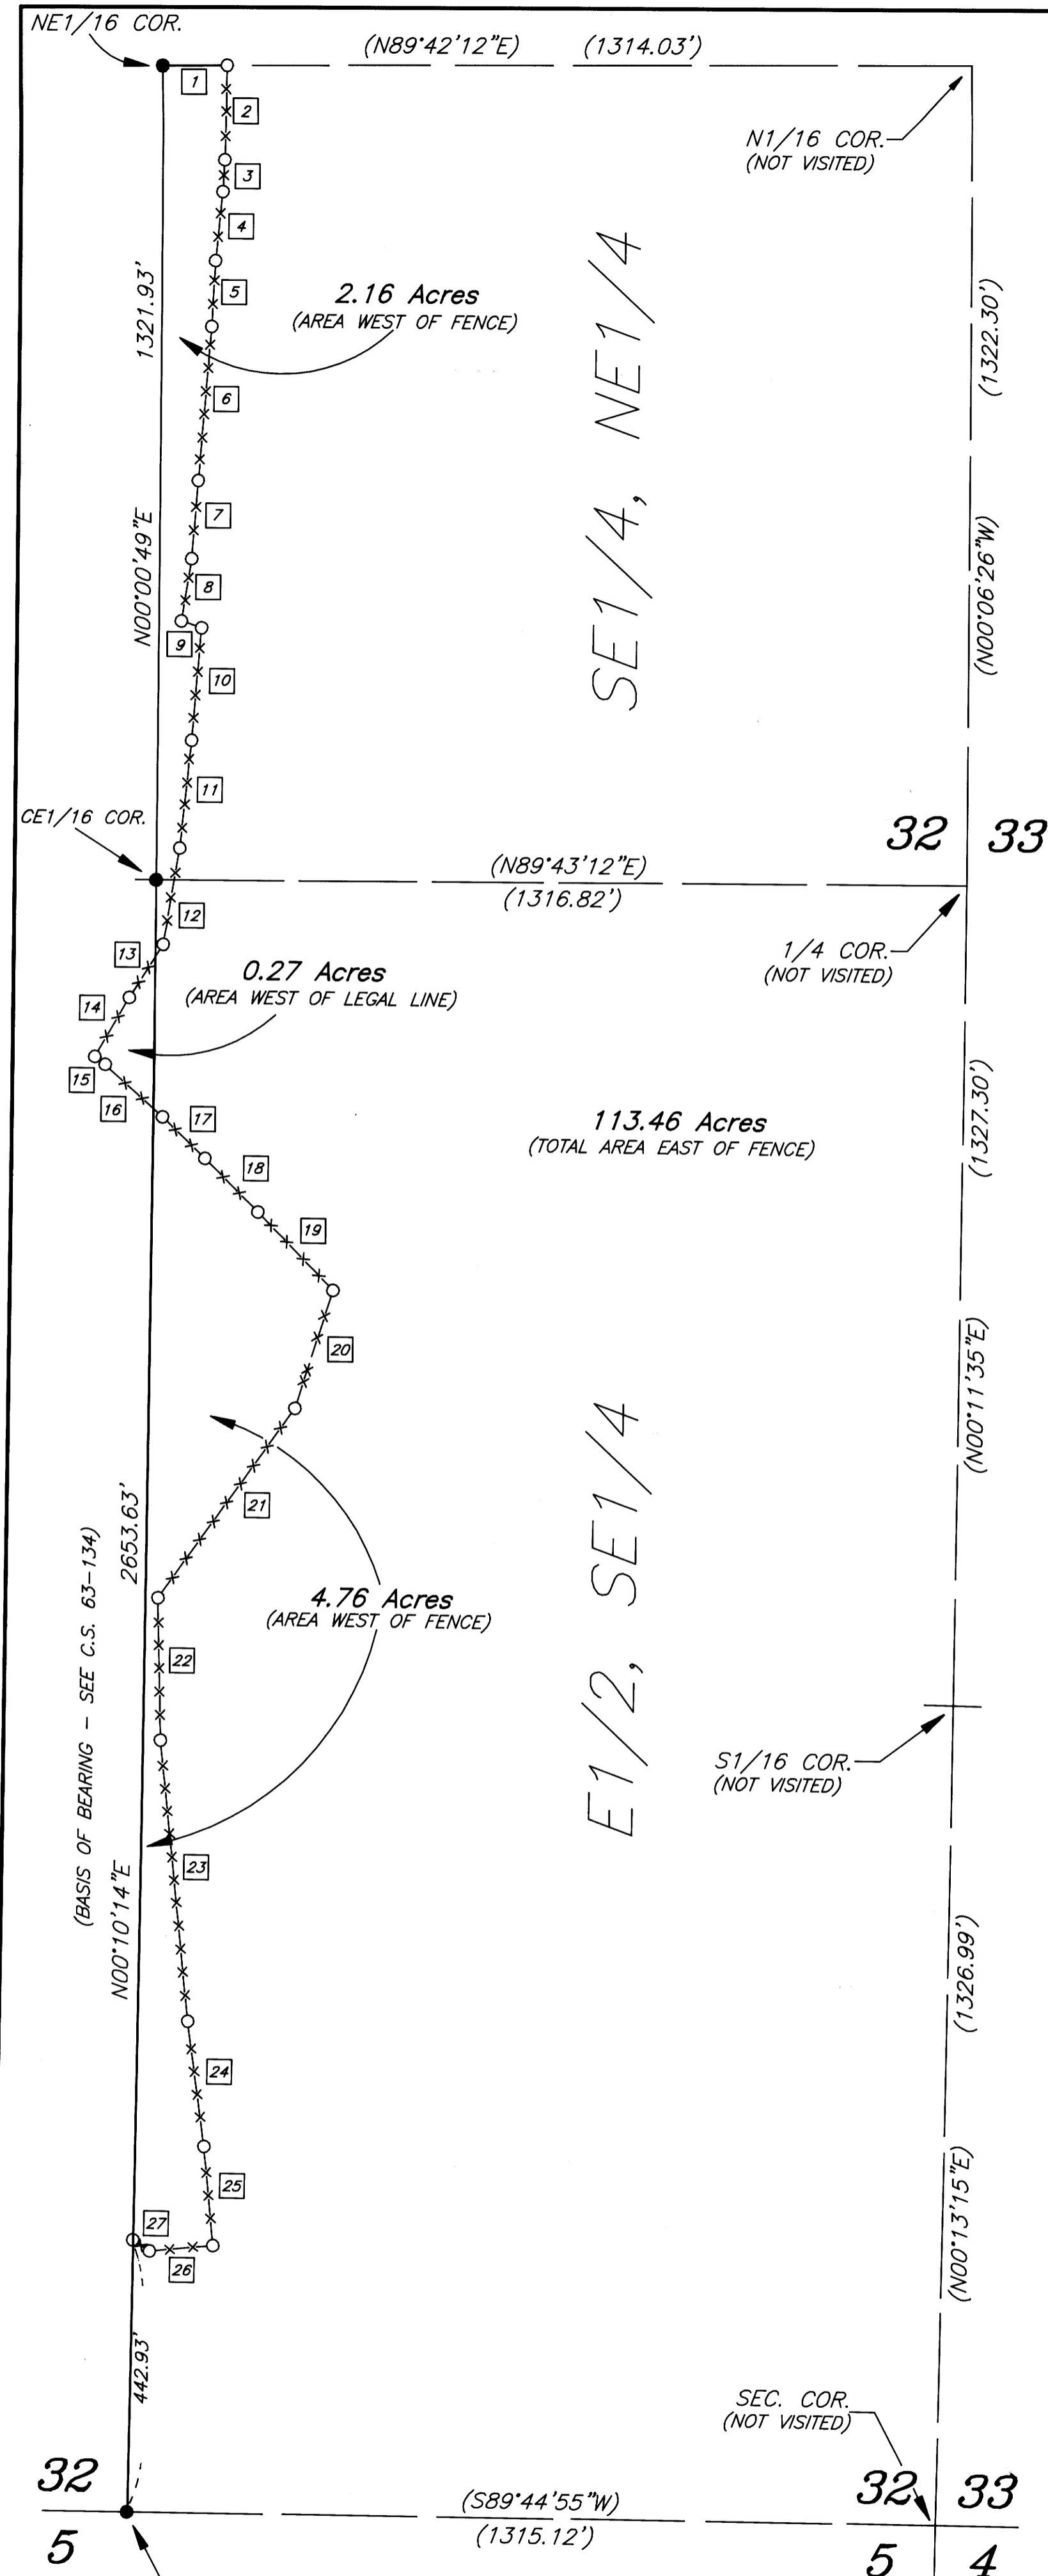 NE1/16 COR.
(N89°42'12"E) (1314.03')
1
2
N1/16 COR.
(NOT VISITED)
3
4
5
2.16 Acres
(AREA WEST OF FENCE)
1321.93'
(1322.30')
6
SE1/4, NE1/4
7
N00°00'49"E
(N00°06'26"W)
8
9
10
11
CE1/16 COR.
32 33
(N89°43'12"E)
(1316.82')
12
13
1/4 COR.
(NOT VISITED)
0.27 Acres
(AREA WEST OF LEGAL LINE)
14
15
16
17
113.46 Acres
(TOTAL AREA EAST OF FENCE)
(1327.30')
18
19
20
(N00°11'35"E)
21
2653.63'
E1/2, SE1/4
4.76 Acres
(AREA WEST OF FENCE)
22
(BASIS OF BEARING - SEE C.S. 63-134)
S1/16 COR.
(NOT VISITED)
23
N00°10'14"E
(1326.99')
24
25
(N00°13'15"E)
27
26
442.93'
SEC. COR.
(NOT VISITED)
32
(S89°44'55"W)
32 33
(1315.12')
5
5 4